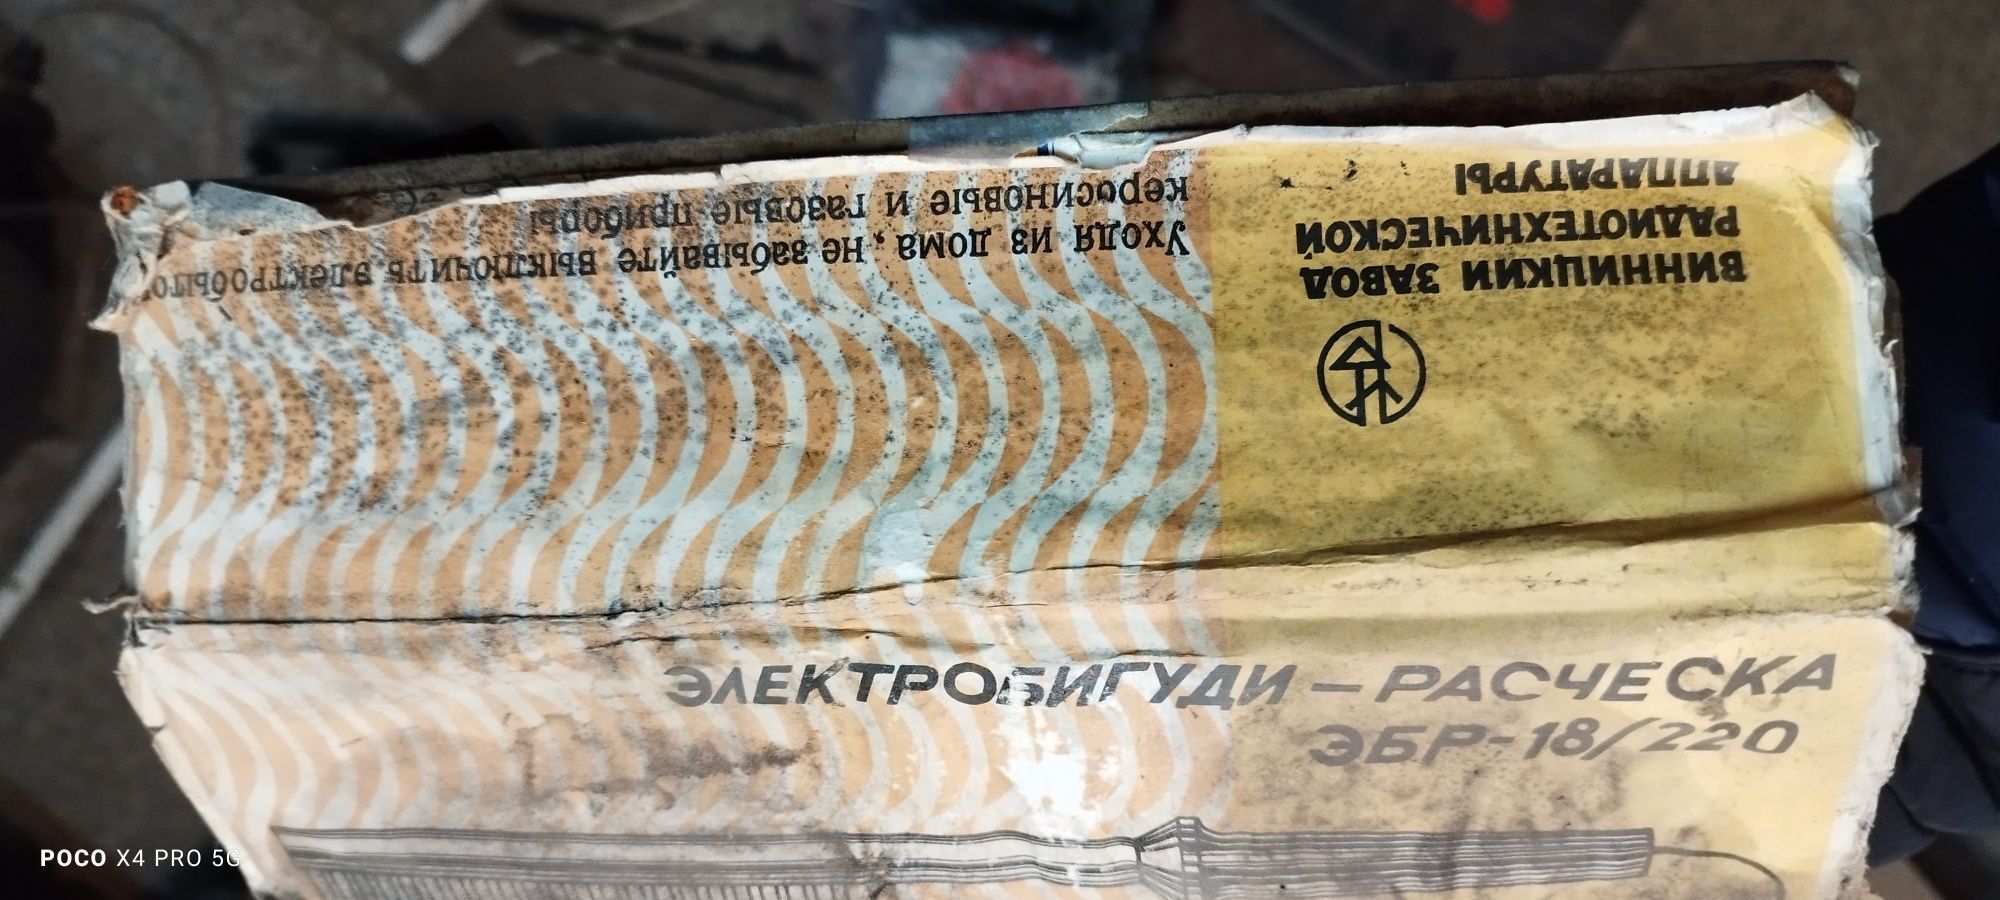 ВИННИЦКИЙ ЗАВОД
РАДИОТЕХНИЧЕСКОЙ
АППАРАТУРЫ
Уходя из дома, не забывайте выключить электробыто
керосиновые и газовые приборы
ЭЛЕКТРОБИГУДИ – РАСЧЕСКА
ЭБР-18/220
POCO X4 PRO 5G